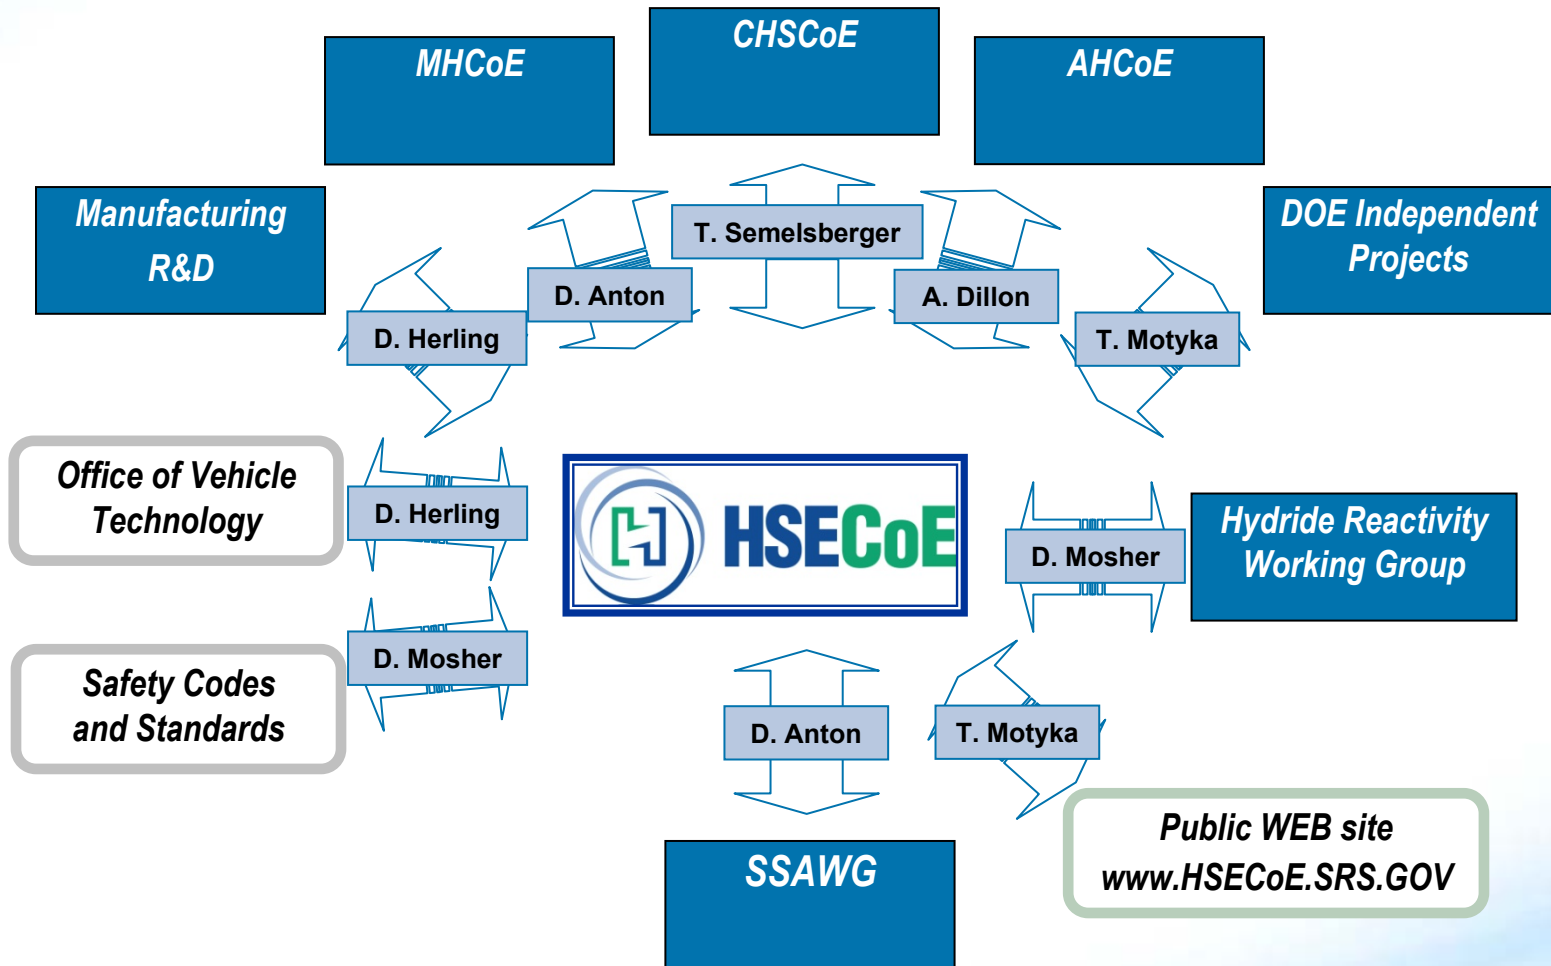 CHSCoE
MHCoE
AHCoE
Manufacturing
R&D
DOE Independent
Projects
T. Semelsberger
D. Anton
A. Dillon
D. Herling
T. Motyka
Office of Vehicle
Technology
D. Herling
HSECoE
D. Mosher
Hydride Reactivity
Working Group
D. Mosher
Safety Codes
and Standards
D. Anton
T. Motyka
Public WEB site
www.HSECoE.SRS.GOV
SSAWG